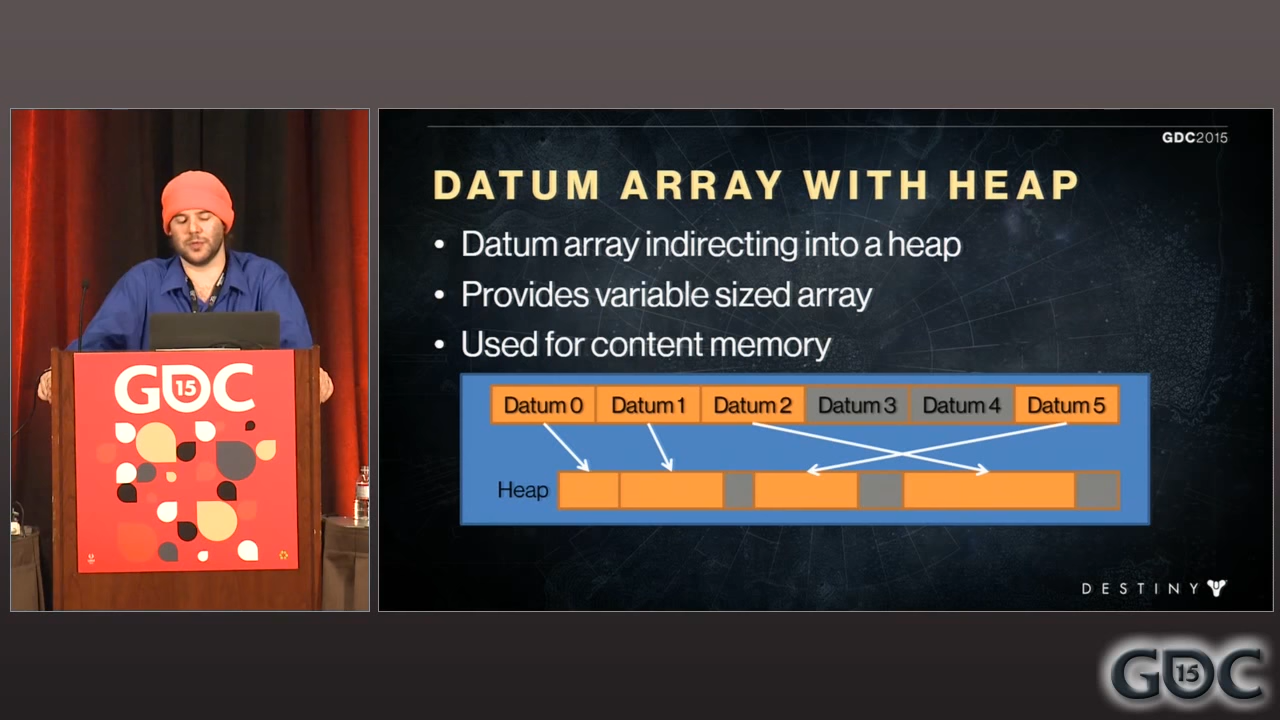 GDC2015
DATUM ARRAY WITH HEAP
• Datum array indirecting into a heap
• Provides variable sized array
• Used for content memory
Datum 0 Datum 1 Datum 2 Datum 3 Datum 4 Datum 5
Heap
DESTINY
GDC 15
GDC 15